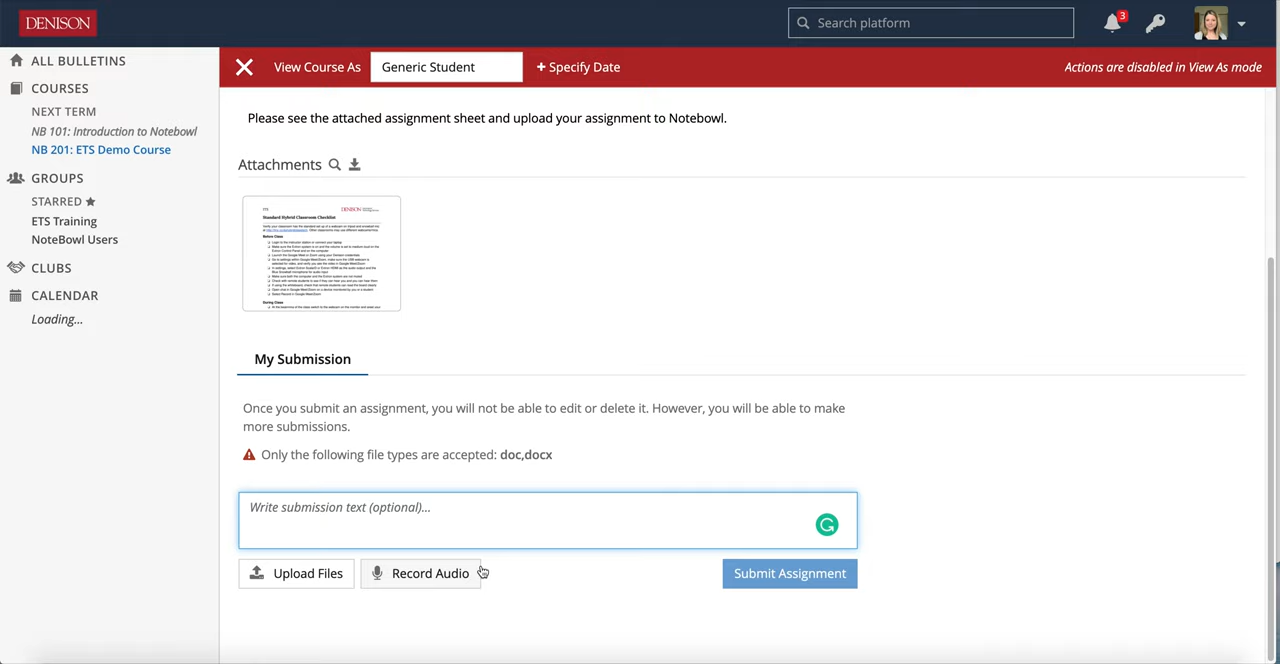 DENISON
Search platform
3
ALL BULLETINS
COURSES
NEXT TERM
NB 101: Introduction to Notebowl
NB 201: ETS Demo Course
GROUPS
STARRED
ETS Training
NoteBowl Users
CLUBS
CALENDAR
Loading...
View Course As
Generic Student
+ Specify Date
Actions are disabled in View As mode
Please see the attached assignment sheet and upload your assignment to Notebowl.
Attachments
DENISON
Standard Hybrid Classroom Checklist
Before Class
During Class
My Submission
Once you submit an assignment, you will not be able to edit or delete it. However, you will be able to make
more submissions.
Only the following file types are accepted: doc,docx
Write submission text (optional)...
Upload Files
Record Audio
Submit Assignment